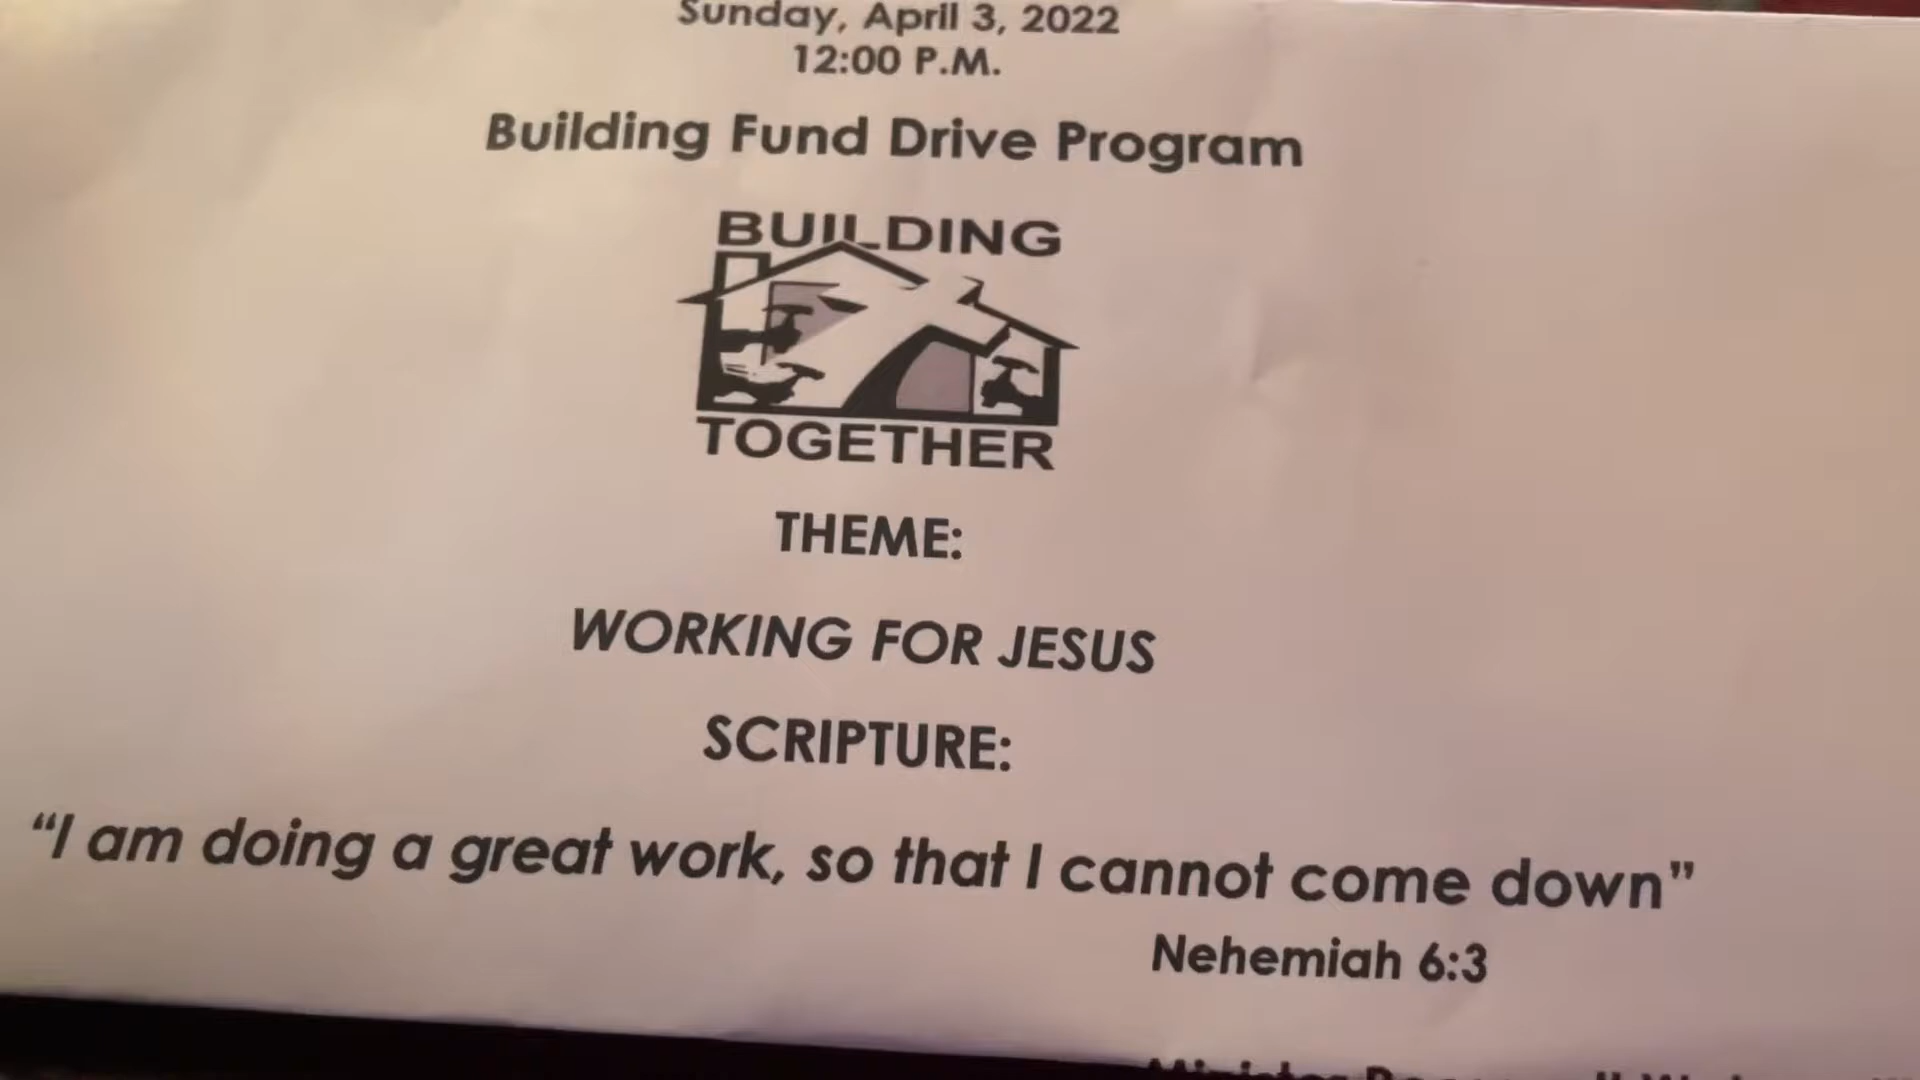 Sunday, April 3, 2022
12:00 P.M.
Building Fund Drive Program
BUILDING
TOGETHER
THEME:
WORKING FOR JESUS
SCRIPTURE:
“I am doing a great work, so that I cannot come down”
Nehemiah 6:3
Minister